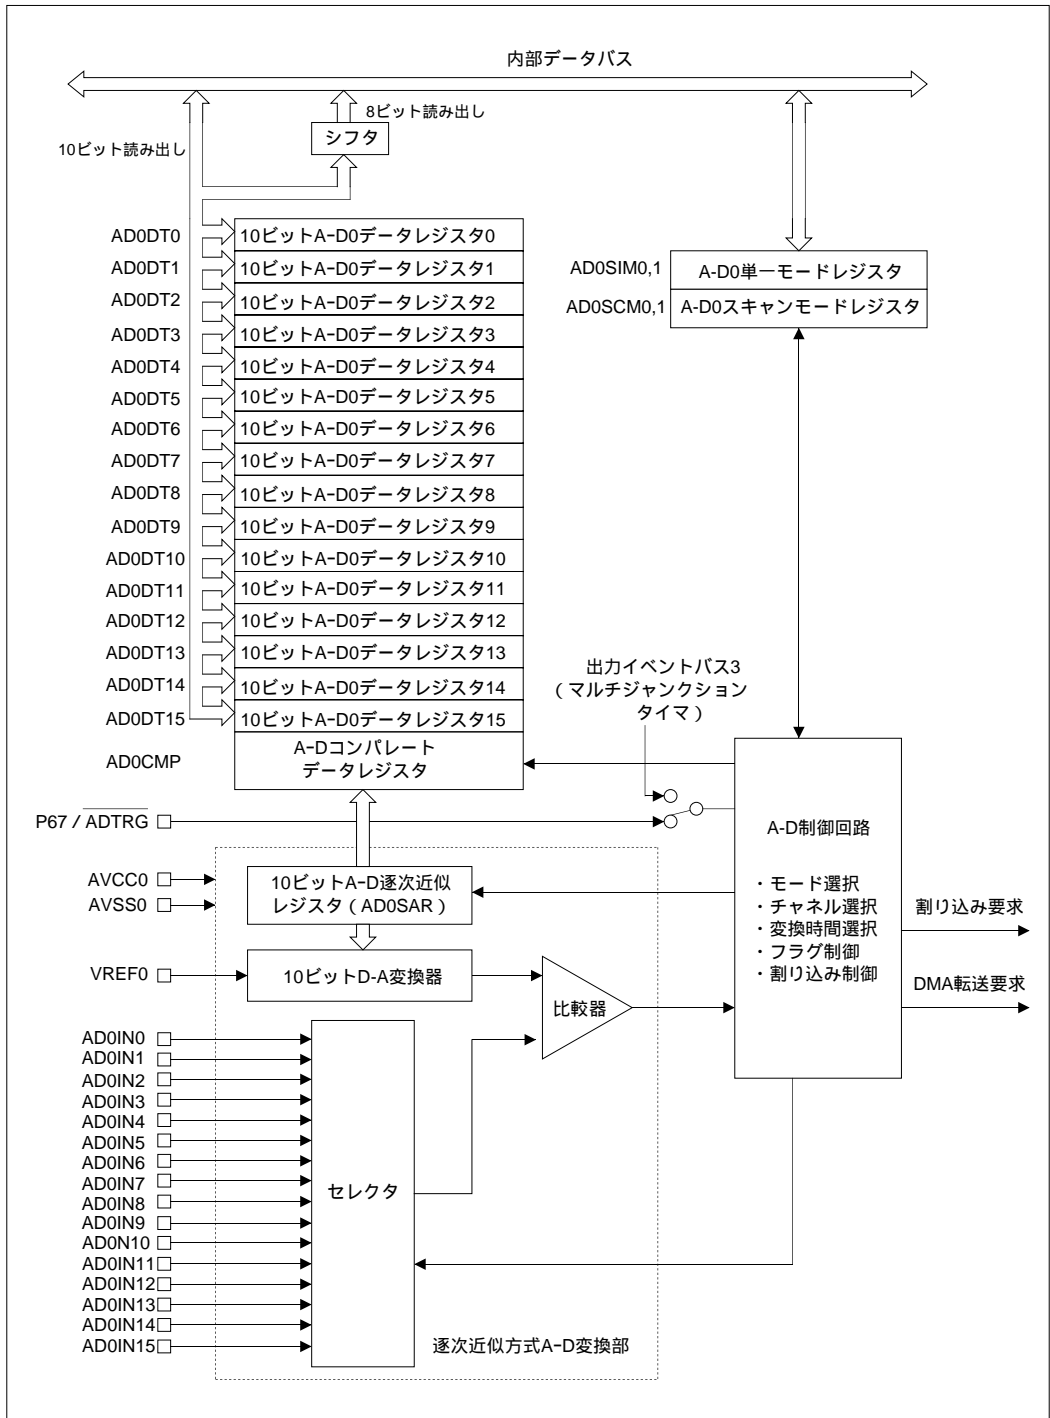 内部データバス
8ビット読み出し
シフタ
10ビット読み出し
AD0DT0 10ビットA-D0データレジスタ0
AD0DT1 10ビットA-D0データレジスタ1
AD0DT2 10ビットA-D0データレジスタ2
AD0DT3 10ビットA-D0データレジスタ3
AD0DT4 10ビットA-D0データレジスタ4
AD0DT5 10ビットA-D0データレジスタ5
AD0DT6 10ビットA-D0データレジスタ6
AD0DT7 10ビットA-D0データレジスタ7
AD0DT8 10ビットA-D0データレジスタ8
AD0DT9 10ビットA-D0データレジスタ9
AD0DT10 10ビットA-D0データレジスタ10
AD0DT11 10ビットA-D0データレジスタ11
AD0DT12 10ビットA-D0データレジスタ12
AD0DT13 10ビットA-D0データレジスタ13
AD0DT14 10ビットA-D0データレジスタ14
AD0DT15 10ビットA-D0データレジスタ15
AD0CMP A-Dコンパレート
データレジスタ
AD0SIM0,1 A-D0単一モードレジスタ
AD0SCM0,1 A-D0スキャンモードレジスタ
出力イベントバス3
(マルチジャンクション
タイマ)
P67 / ADTRG
AVCC0
AVSS0
VREF0
10ビットA-D逐次近似
レジスタ(AD0SAR)
10ビットD-A変換器
比較器
A-D制御回路
・モード選択
・チャネル選択
・変換時間選択
・フラグ制御
・割り込み制御
割り込み要求
DMA転送要求
AD0IN0
AD0IN1
AD0IN2
AD0IN3
AD0IN4
AD0IN5
AD0IN6
AD0IN7
AD0IN8
AD0IN9
AD0N10
AD0IN11
AD0IN12
AD0IN13
AD0IN14
AD0IN15
セレクタ
逐次近似方式A-D変換部